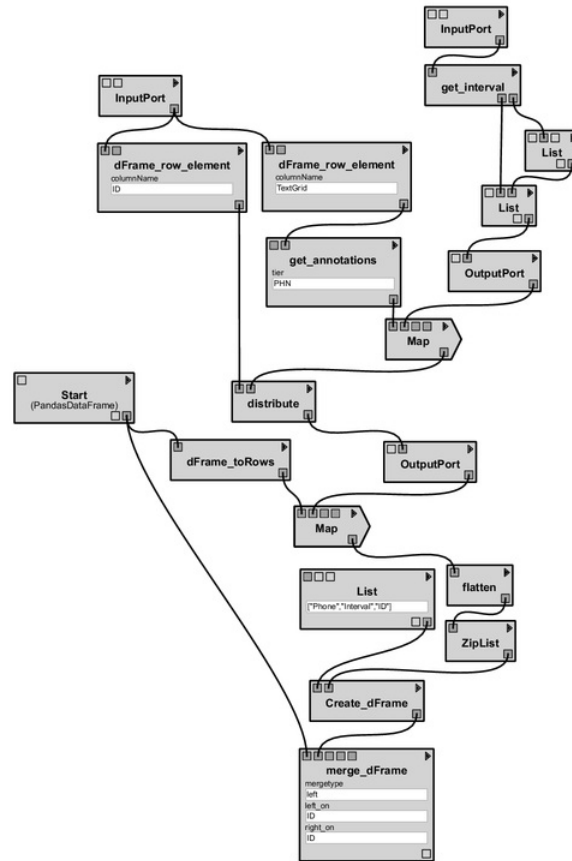 InputPort
get_interval
InputPort
List
dFrame_row_element
columnName
ID
dFrame_row_element
columnName
TextGrid
List
get_annotations
tier
PHN
OutputPort
Map
Start
(PandasDataFrame)
distribute
dFrame_toRows
OutputPort
Map
List
["Phone","Interval","ID"]
flatten
ZipList
Create_dFrame
merge_dFrame
mergetype
left
left_on
ID
right_on
ID